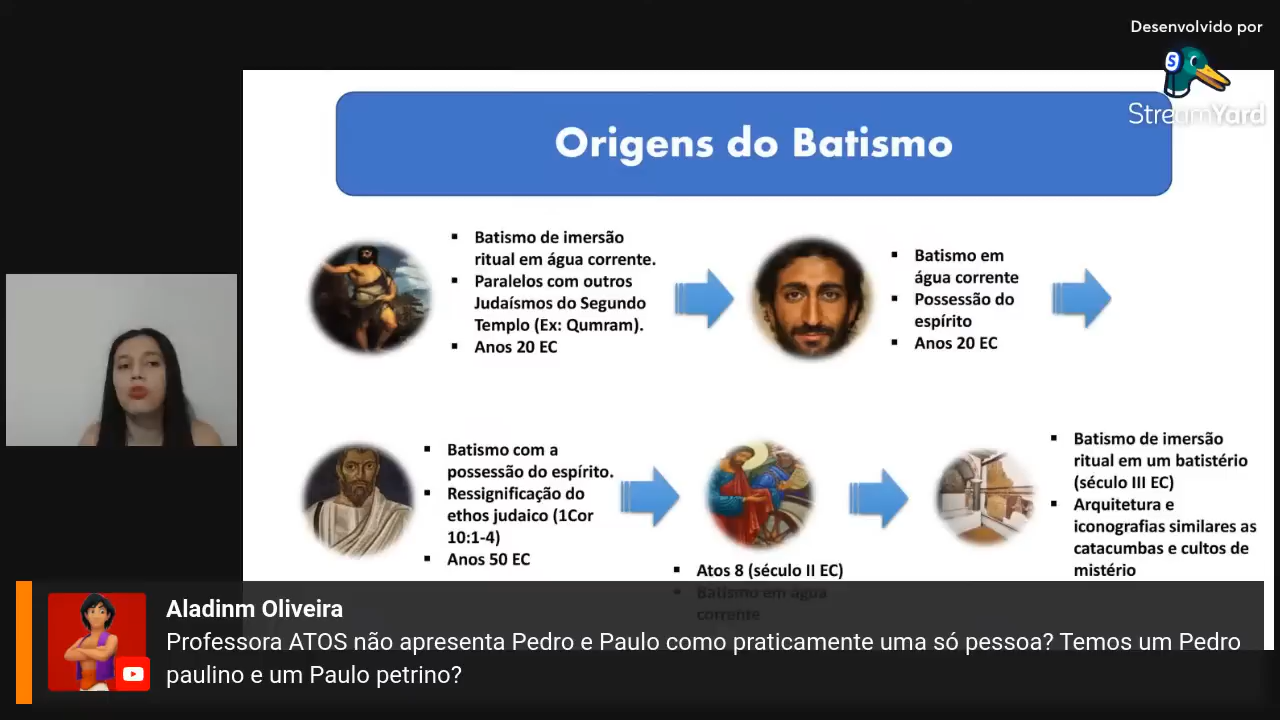 Desenvolvido por
StreamYard
Origens do Batismo
▪ Batismo de imersão
ritual em água corrente.
▪ Paralelos com outros
Judaísmos do Segundo
Templo (Ex: Qumram).
▪ Anos 20 EC
▪ Batismo em
água corrente
▪ Possessão do
espírito
▪ Anos 20 EC
▪ Batismo com a
possessão do espírito.
▪ Ressignificação do
ethos judaico (1Cor
10:1-4)
▪ Anos 50 EC
▪ Atos 8 (século II EC)
▪ Batismo em água
corrente
▪ Batismo de imersão
ritual em um batistério
(século III EC)
▪ Arquitetura e
iconografias similares as
catacumbas e cultos de
mistério
Aladinm Oliveira
Professora ATOS não apresenta Pedro e Paulo como praticamente uma só pessoa? Temos um Pedro
paulino e um Paulo petrino?